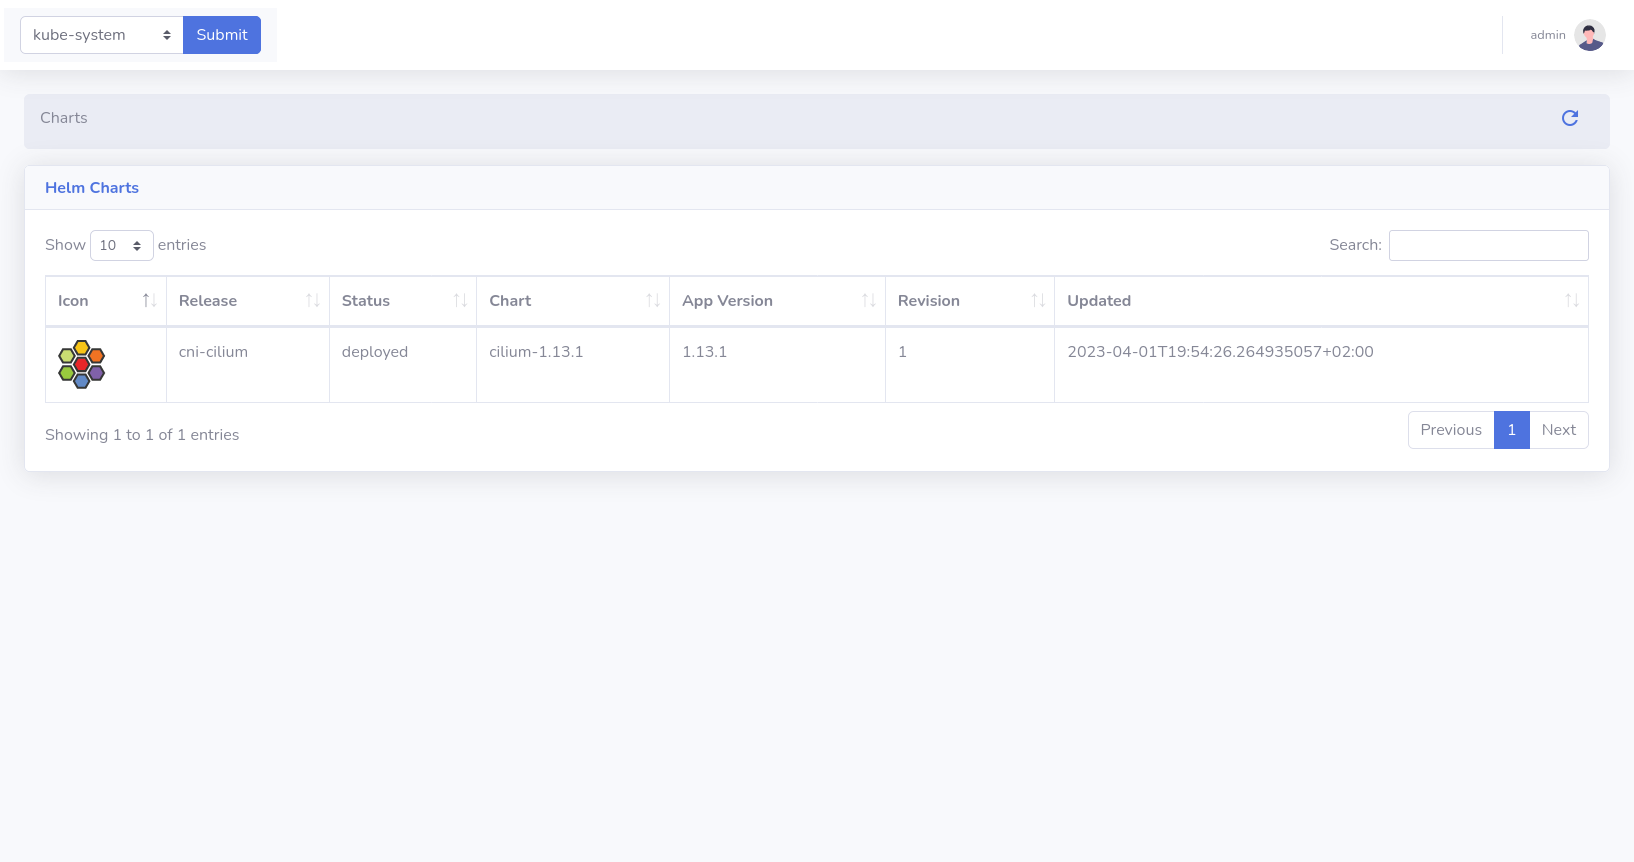 kube-system Submit admin
Charts
Helm Charts
Show 10 entries Search:
Icon Release Status Chart App Version Revision Updated
cni-cilium deployed cilium-1.13.1 1.13.1 1 2023-04-01T19:54:26.264935057+02:00
Showing 1 to 1 of 1 entries Previous 1 Next